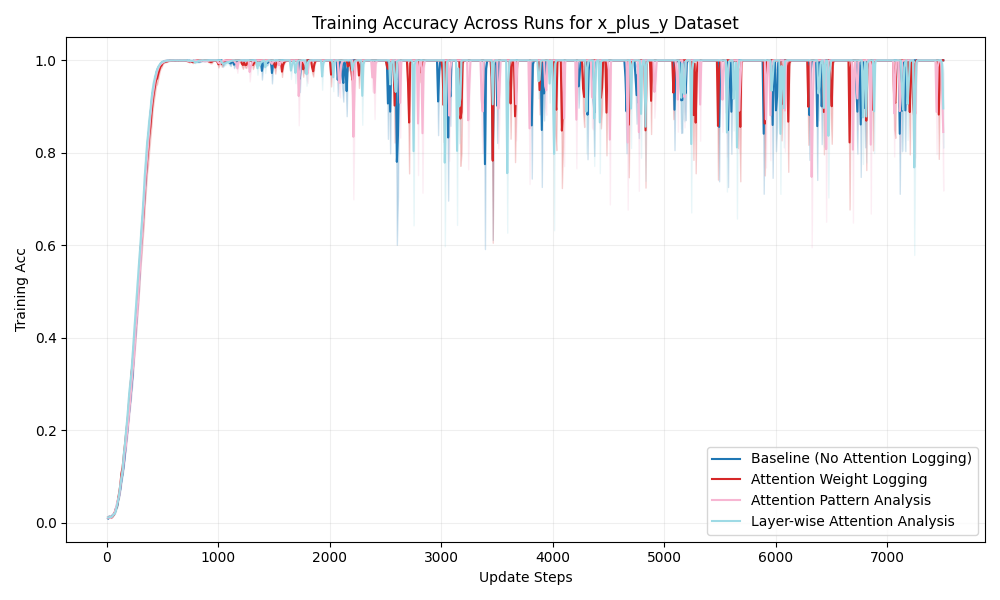 Training Accuracy Across Runs for x_plus_y Dataset
Training Acc
1.0
0.8
0.6
0.4
0.2
0.0
0 1000 2000 3000 4000 5000 6000 7000
Update Steps
Baseline (No Attention Logging)
Attention Weight Logging
Attention Pattern Analysis
Layer-wise Attention Analysis